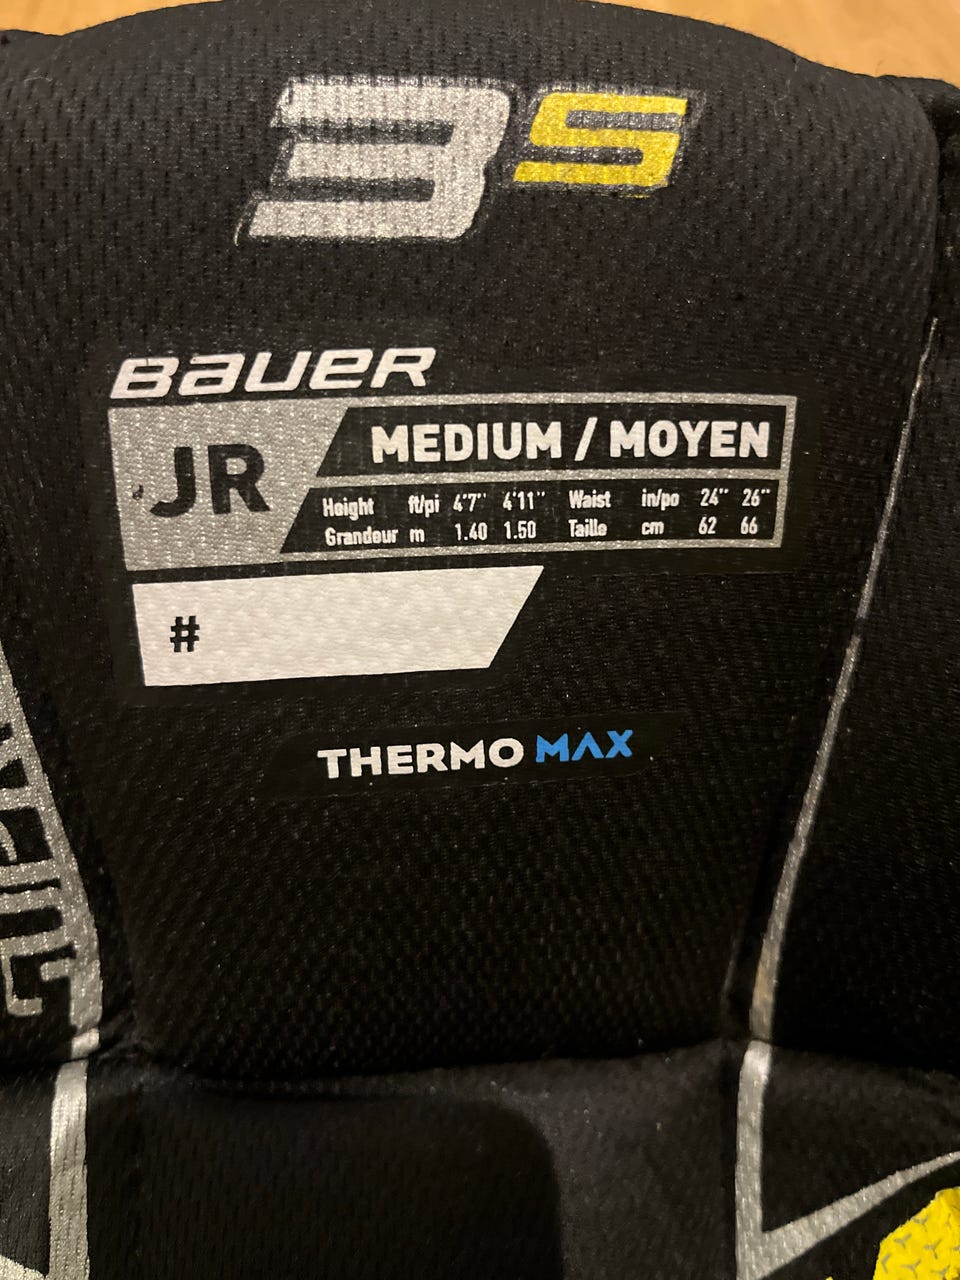 3S
BAUER
JR
MEDIUM / MOYEN
Height ft/pi 4'7" 4'11" Waist in/po 24" 26"
Grandeur m 1.40 1.50 Taille cm 62 66
#
THERMO MAX